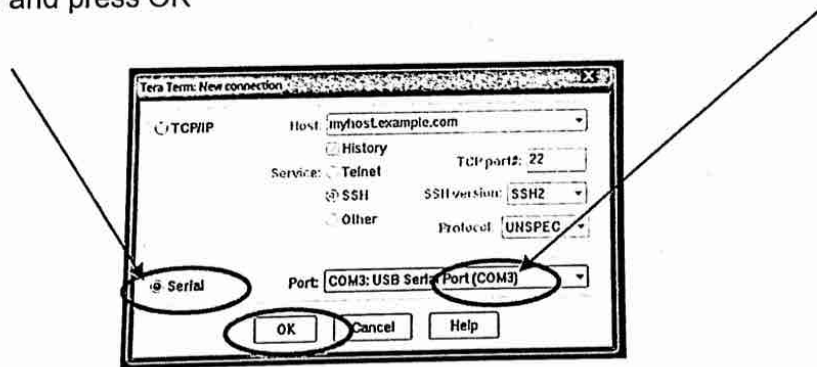 and press OK
Tera Term: New connection
TCP/IP
Host: myhost.example.com
History
Service: Telnet
TCP port#: 22
SSH
SSH version: SSH2
Other
Protocol: UNSPEC
Serial
Port: COM3: USB Serial Port (COM3)
OK
Cancel
Help